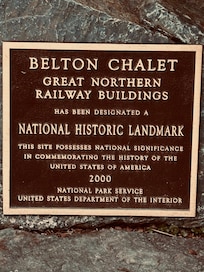 BELTON CHALET
GREAT NORTHERN
RAILWAY BUILDINGS
HAS BEEN DESIGNATED A
NATIONAL HISTORIC LANDMARK
THIS SITE POSSESSES NATIONAL SIGNIFICANCE
IN COMMEMORATING THE HISTORY OF THE
UNITED STATES OF AMERICA
2000
NATIONAL PARK SERVICE
UNITED STATES DEPARTMENT OF THE INTERIOR